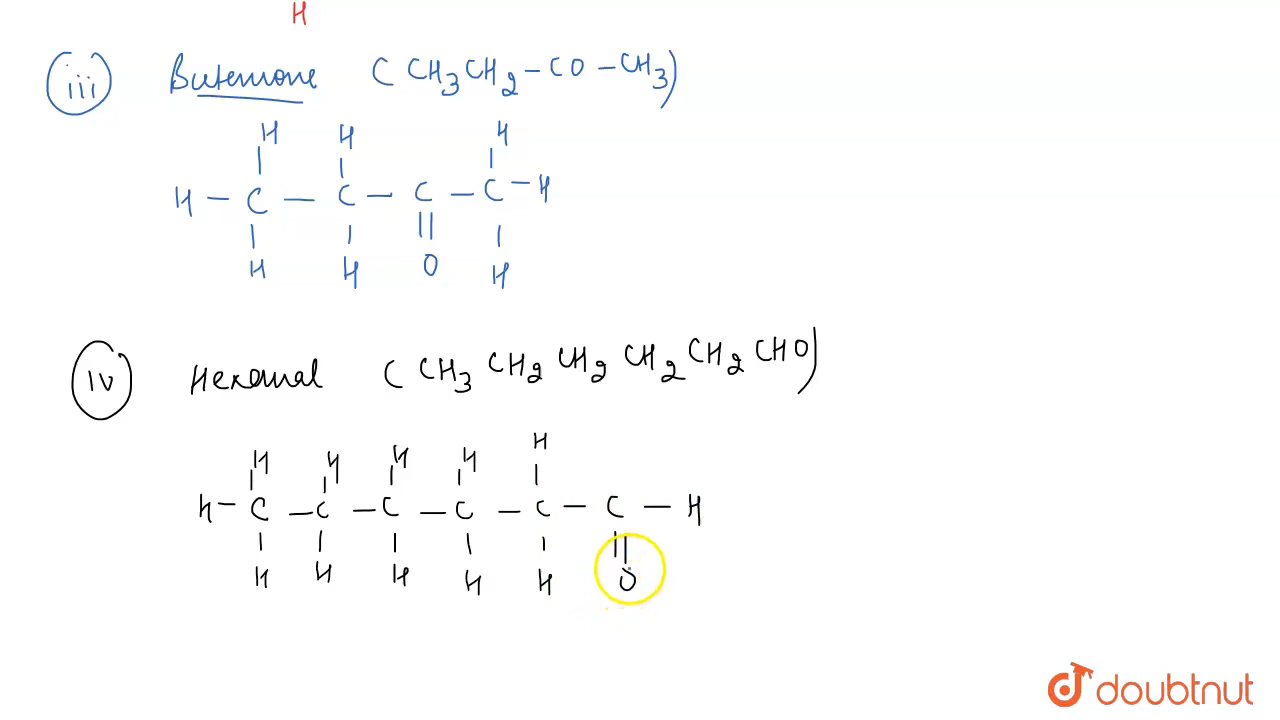 H
iii Butenone ( CH3CH2 - CO - CH3)
H H H
H - C - C - C - C - H
|| 
H H O H
iv Hexanal ( CH3 CH2 CH2 CH2 CH2 CHO)
H H H H H
H - C - C - C - C - C - C - H
||
H H H H H O
doubtnut